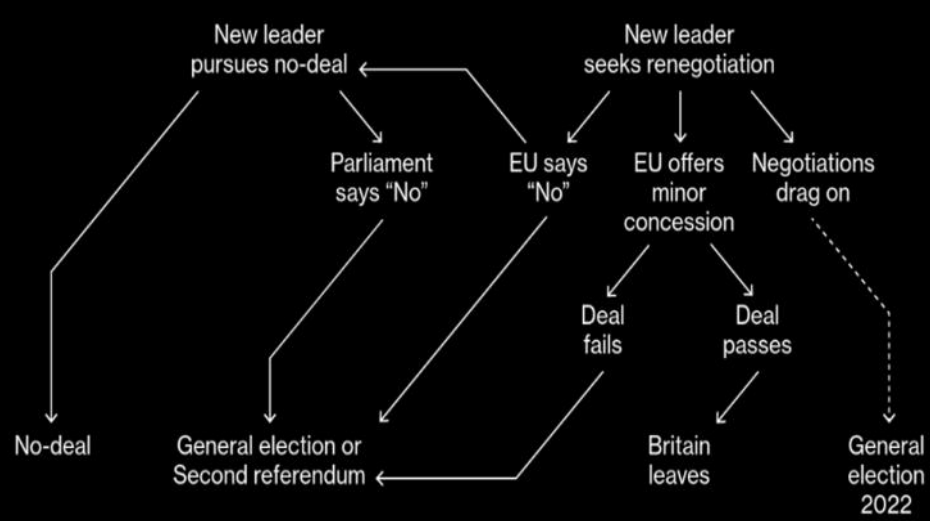 New leader
pursues no-deal
New leader
seeks renegotiation
Parliament
says “No”
EU says
“No”
EU offers
minor
concession
Negotiations
drag on
Deal
fails
Deal
passes
No-deal
General election or
Second referendum
Britain
leaves
General
election
2022